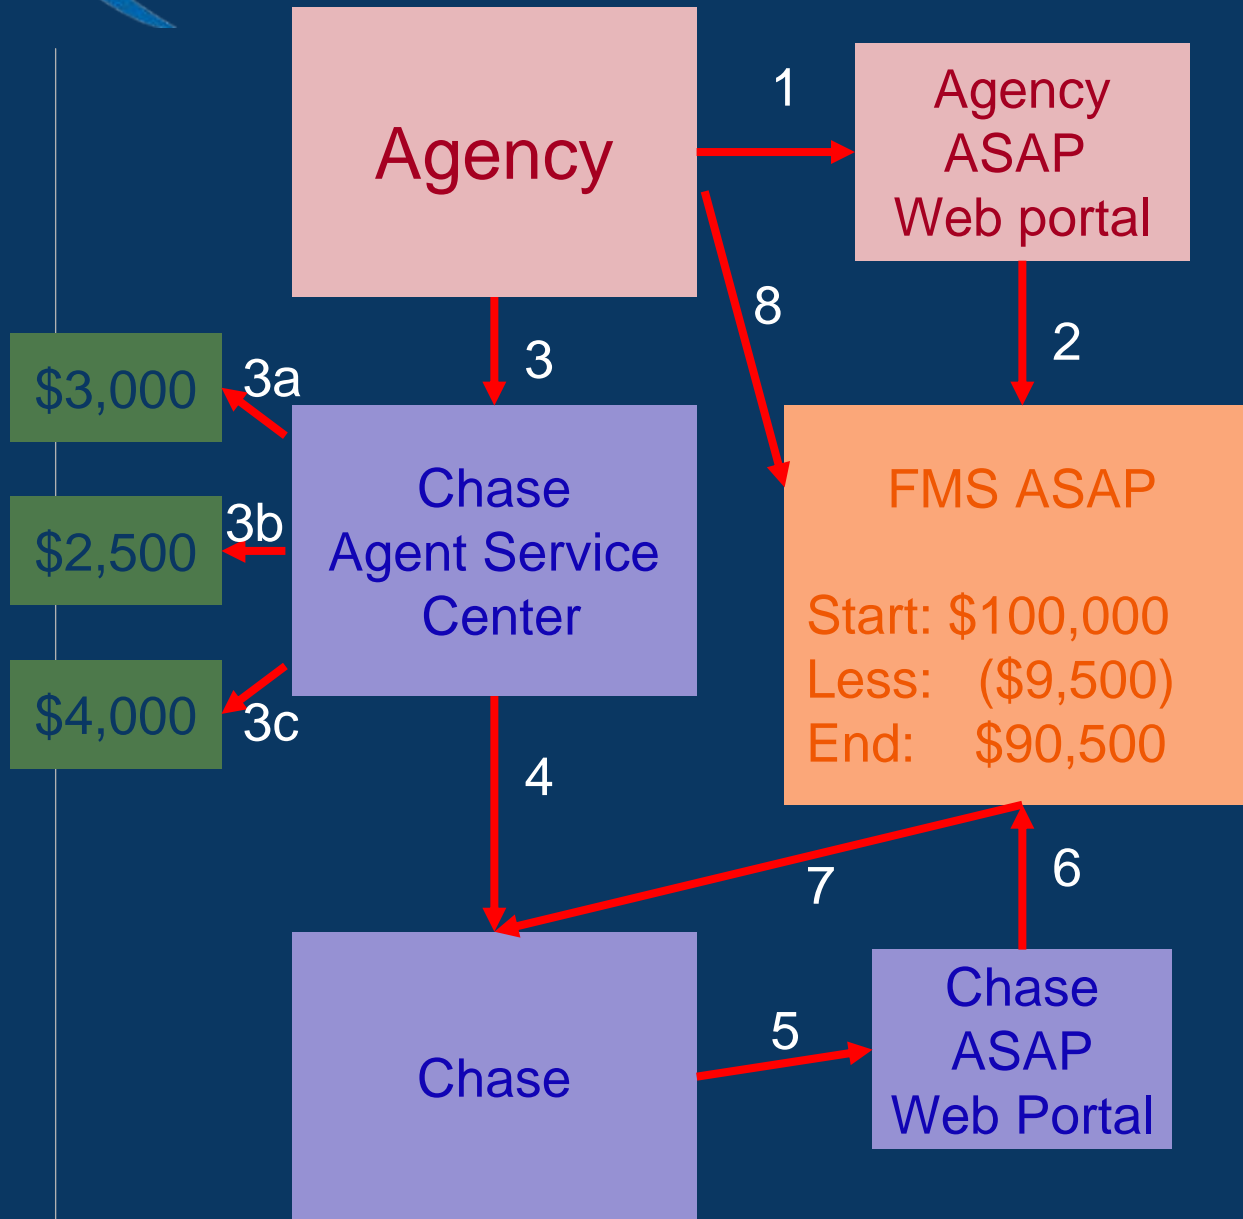 Agency
1
Agency
ASAP
Web portal
8
3
2
$3,000
3a
$2,500
3b
$4,000
3c
Chase
Agent Service
Center
FMS ASAP
Start: $100,000
Less: ($9,500)
End: $90,500
4
7
6
Chase
5
Chase
ASAP
Web Portal